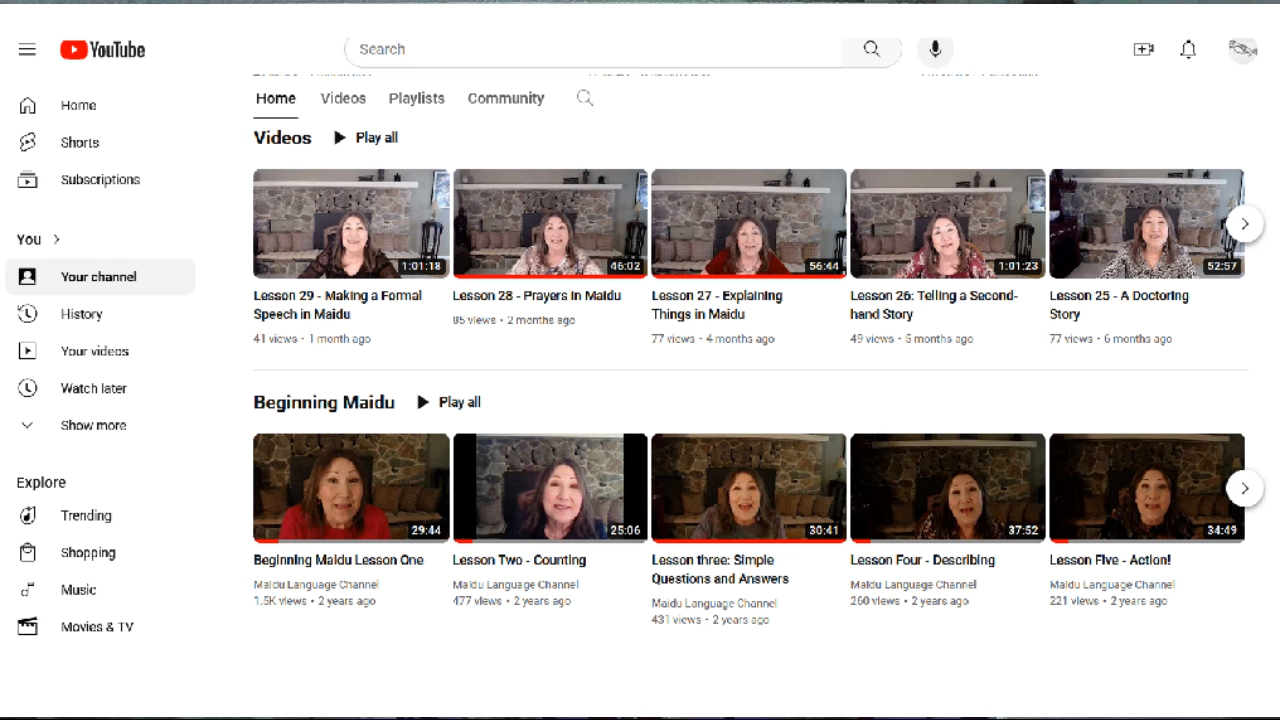 YouTube
Search
Home
Shorts
Subscriptions
You
Your channel
History
Your videos
Watch later
Show more
Explore
Trending
Shopping
Music
Movies & TV
Home Videos Playlists Community
Videos Play all
1:01:18
46:02
56:44
1:01:23
52:57
Lesson 29 - Making a Formal
Speech in Maidu
41 views • 1 month ago
Lesson 28 - Prayers in Maidu
85 views • 2 months ago
Lesson 27 - Explaining
Things in Maidu
77 views • 4 months ago
Lesson 26: Telling a Second-
hand Story
49 views • 5 months ago
Lesson 25 - A Doctoring
Story
77 views • 6 months ago
Beginning Maidu Play all
29:44
25:06
30:41
37:52
34:49
Beginning Maidu Lesson One
Maidu Language Channel
1.5K views • 2 years ago
Lesson Two - Counting
Maidu Language Channel
477 views • 2 years ago
Lesson three: Simple
Questions and Answers
Maidu Language Channel
431 views • 2 years ago
Lesson Four - Describing
Maidu Language Channel
260 views • 2 years ago
Lesson Five - Action!
Maidu Language Channel
221 views • 2 years ago